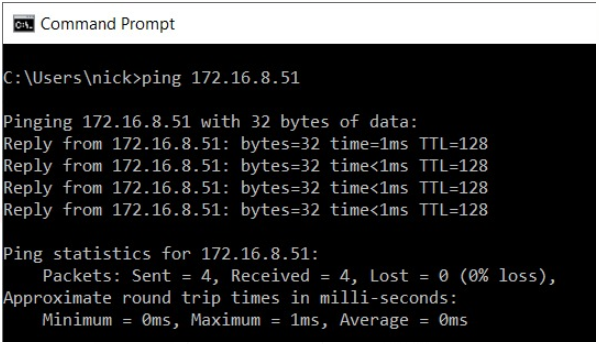 Command Prompt
C:\Users\nick>ping 172.16.8.51
Pinging 172.16.8.51 with 32 bytes of data:
Reply from 172.16.8.51: bytes=32 time=1ms TTL=128
Reply from 172.16.8.51: bytes=32 time<1ms TTL=128
Reply from 172.16.8.51: bytes=32 time<1ms TTL=128
Reply from 172.16.8.51: bytes=32 time<1ms TTL=128
Ping statistics for 172.16.8.51:
    Packets: Sent = 4, Received = 4, Lost = 0 (0% loss),
Approximate round trip times in milli-seconds:
    Minimum = 0ms, Maximum = 1ms, Average = 0ms